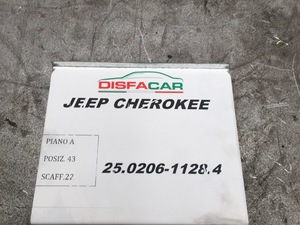 DISFACAR
JEEP CHEROKEE
PIANO A
POSIZ. 43
SCAFF.22
25.0206-1128.4